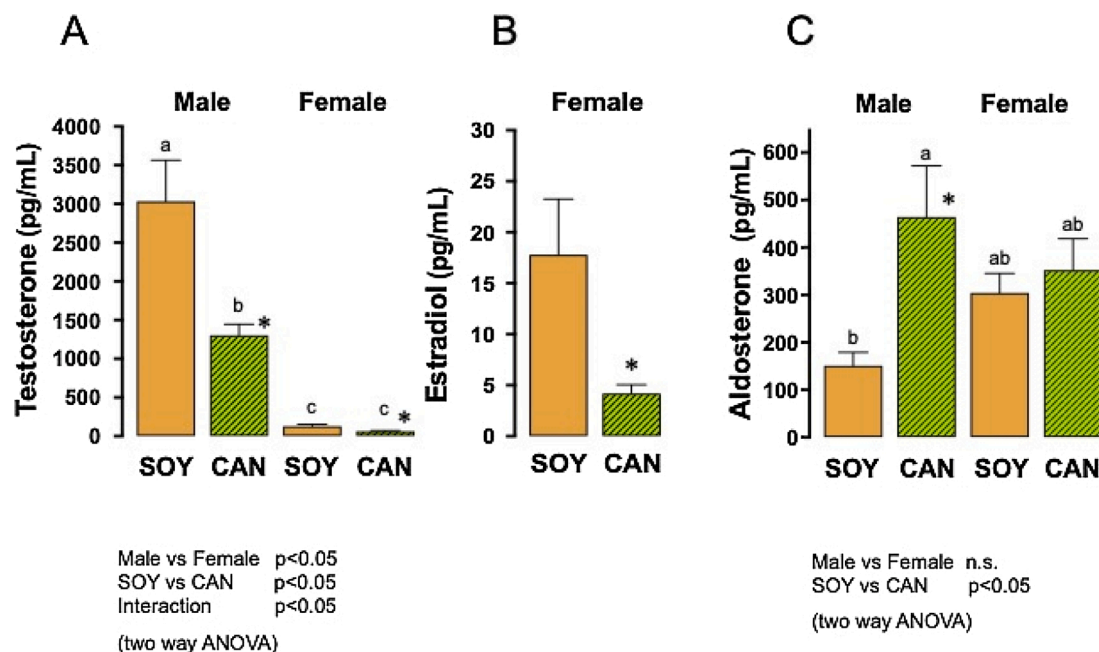 A
Male Female
Testosterone (pg/mL)
4000
3500
3000
2500
2000
1500
1000
500
0
a
b
*
c
c
*
SOY CAN SOY CAN
Male vs Female p<0.05
SOY vs CAN p<0.05
Interaction p<0.05
(two way ANOVA)
B
Female
Estradiol (pg/mL)
30
25
20
15
10
5
0
*
SOY CAN
C
Male Female
Aldosterone (pg/mL)
600
500
400
300
200
100
0
b
a
*
ab
ab
SOY CAN SOY CAN
Male vs Female n.s.
SOY vs CAN p<0.05
(two way ANOVA)